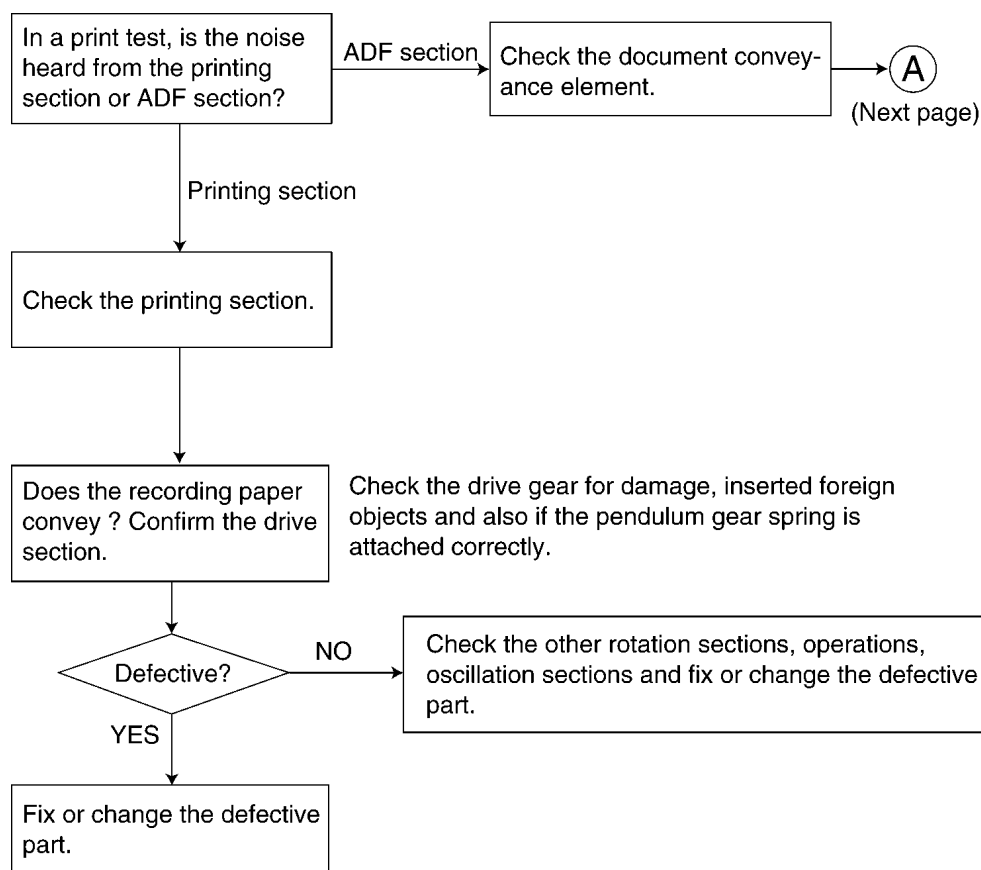 In a print test, is the noise
heard from the printing
section or ADF section?
ADF section
Check the document convey-
ance element.
A
(Next page)
Printing section
Check the printing section.
Does the recording paper
convey ? Confirm the drive
section.
Check the drive gear for damage, inserted foreign
objects and also if the pendulum gear spring is
attached correctly.
Defective?
NO
Check the other rotation sections, operations,
oscillation sections and fix or change the defective
part.
YES
Fix or change the defective
part.